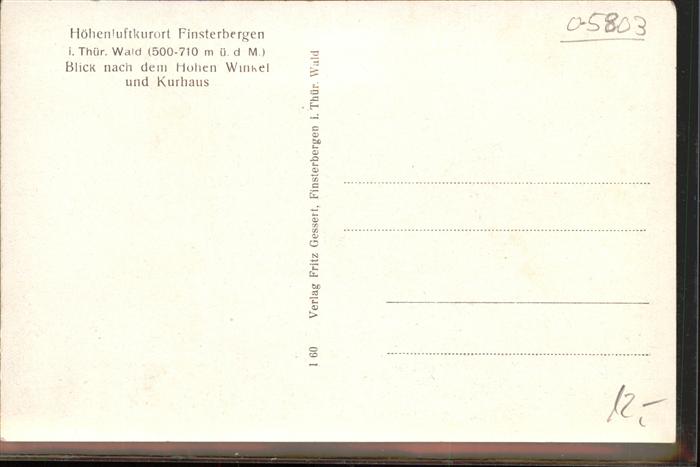 Höhenluftkurort Finsterbergen
i. Thür. Wald (500-710 m ü. d M.)
Blick nach dem Hohen Winkel
und Kurhaus
1 60 Verlag Fritz Gessert, Finsterbergen i. Thür. Wald
0-5803
12,-